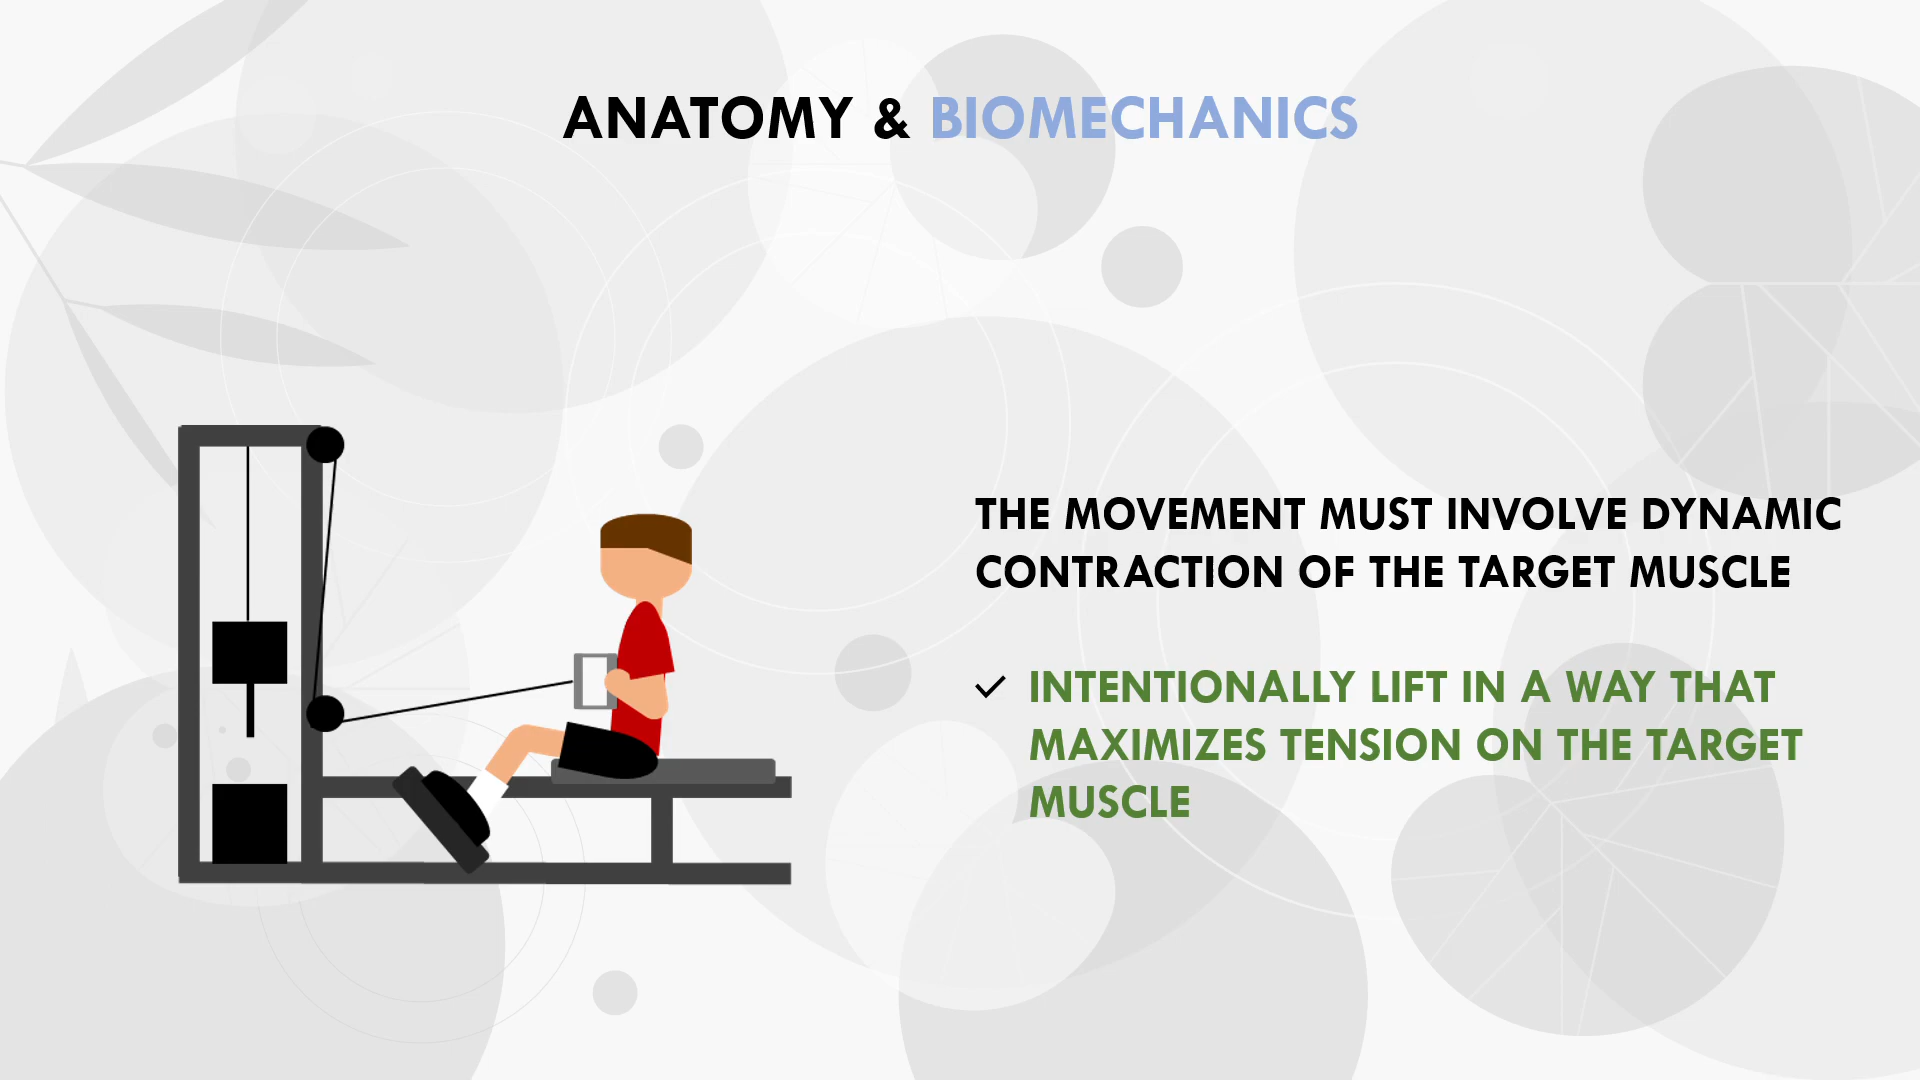 ANATOMY & BIOMECHANICS
THE MOVEMENT MUST INVOLVE DYNAMIC
CONTRACTION OF THE TARGET MUSCLE
✓ INTENTIONALLY LIFT IN A WAY THAT
MAXIMIZES TENSION ON THE TARGET
MUSCLE